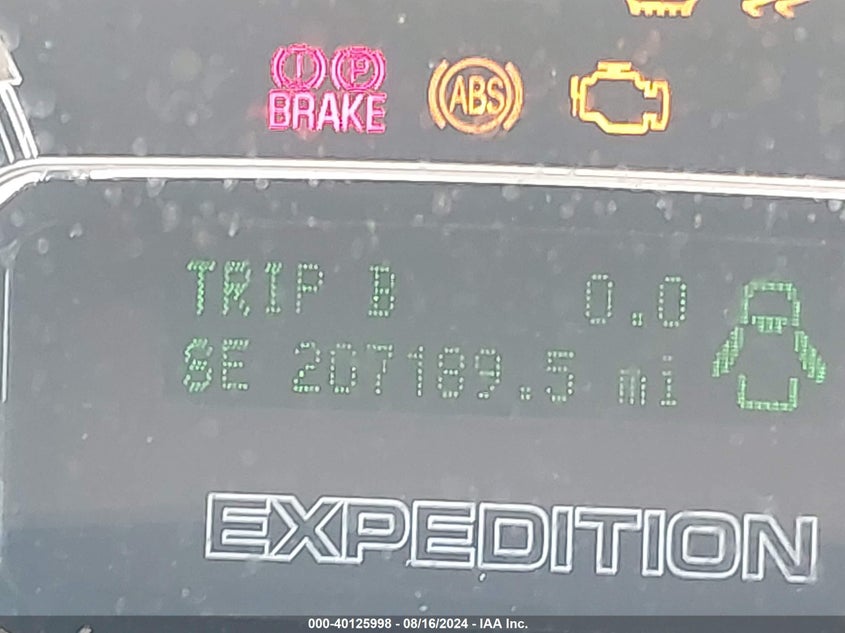 BRAKE
ABS
TRIP B 0.0
SE 207189.5 mi
EXPEDITION
000-40125998 - 08/16/2024 - IAA Inc.